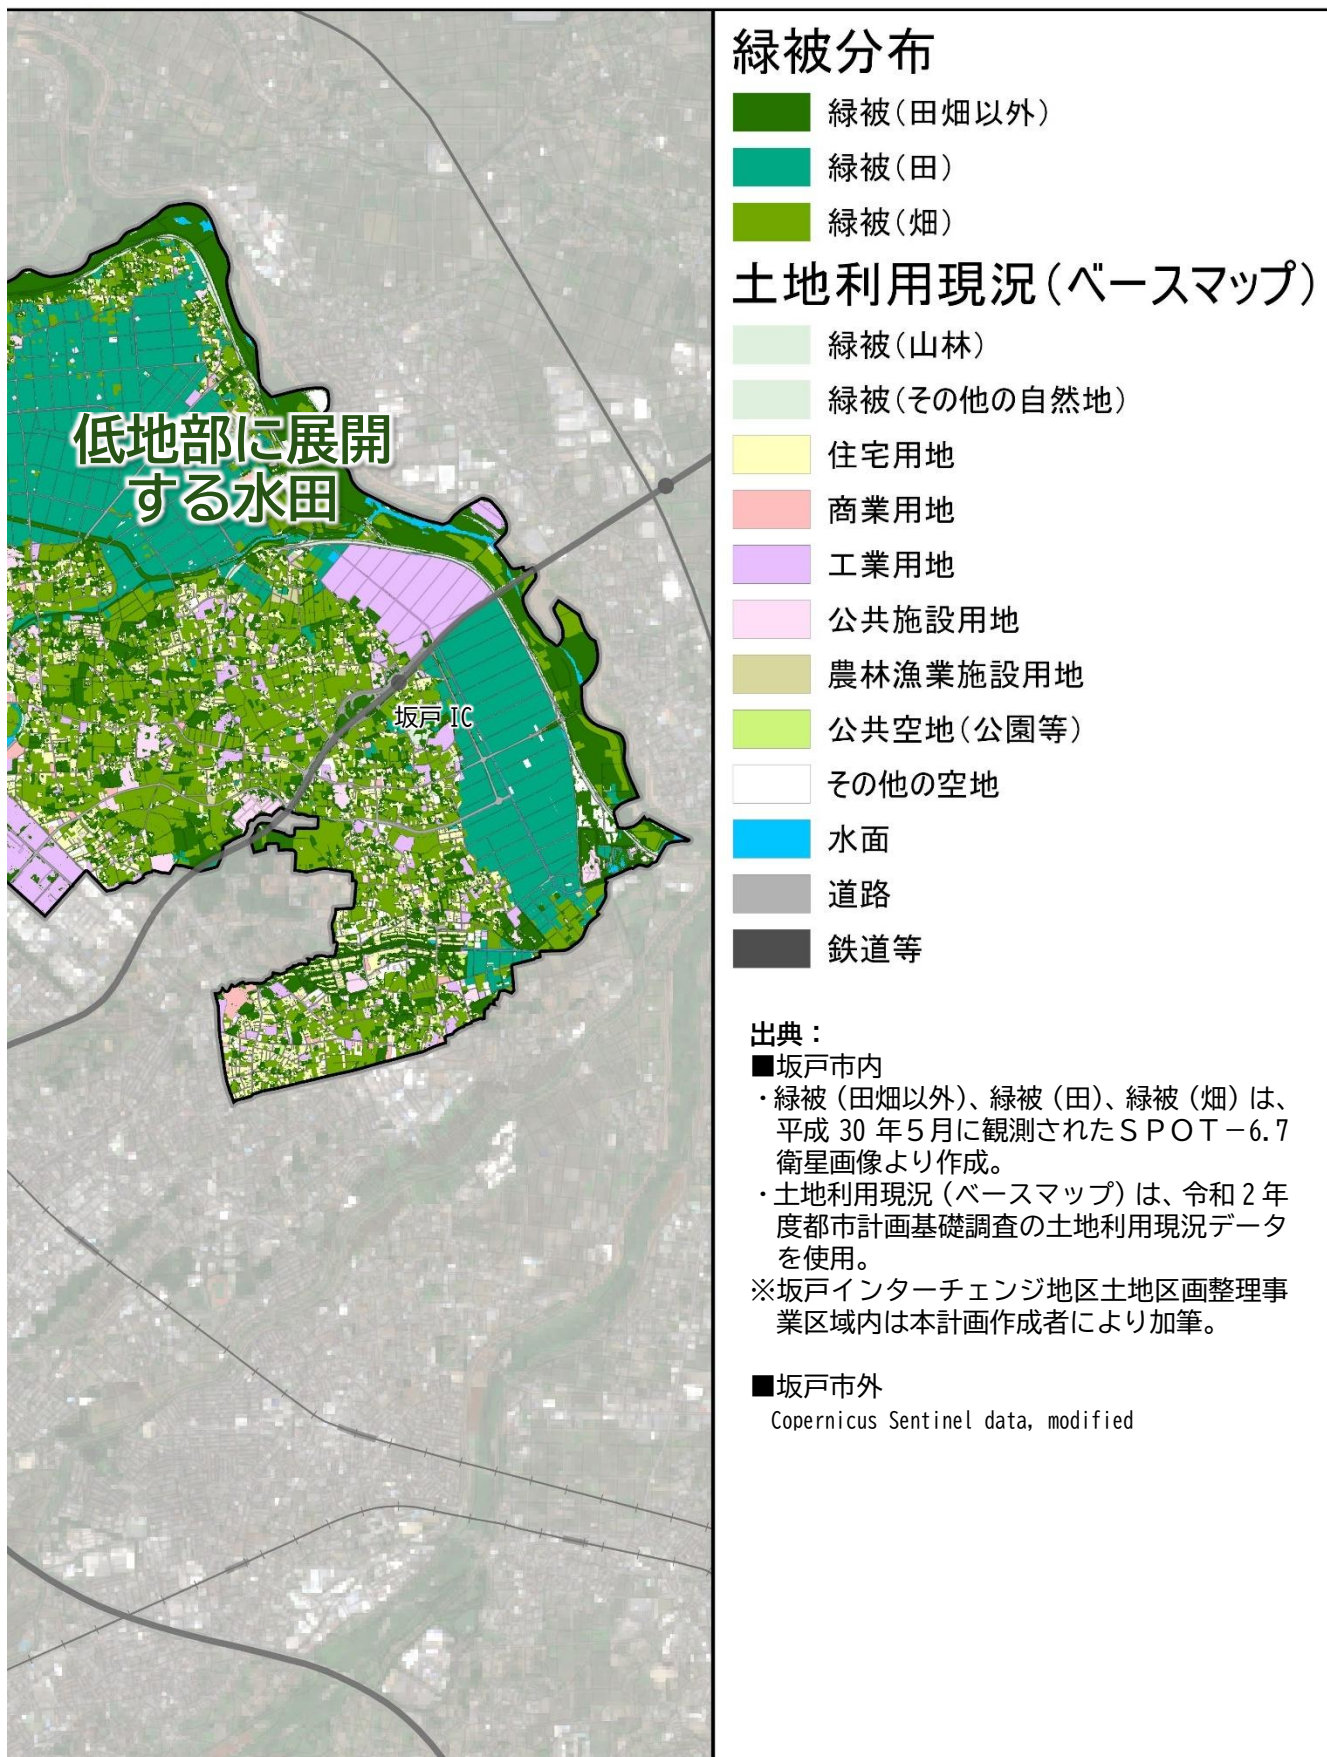 低地部に展開
する水田
坂戸 IC
緑被分布
緑被（田畑以外）
緑被（田）
緑被（畑）
土地利用現況（ベースマップ）
緑被（山林）
緑被（その他の自然地）
住宅用地
商業用地
工業用地
公共施設用地
農林漁業施設用地
公共空地（公園等）
その他の空地
水面
道路
鉄道等
出典：
■坂戸市内
・緑被（田畑以外）、緑被（田）、緑被（畑）は、
平成 30 年５月に観測されたＳＰＯＴ－6.7
衛星画像より作成。
・土地利用現況（ベースマップ）は、令和２年
度都市計画基礎調査の土地利用現況データ
を使用。
※坂戸インターチェンジ地区土地区画整理事
業区域内は本計画作成者により加筆。
■坂戸市外
Copernicus Sentinel data, modified